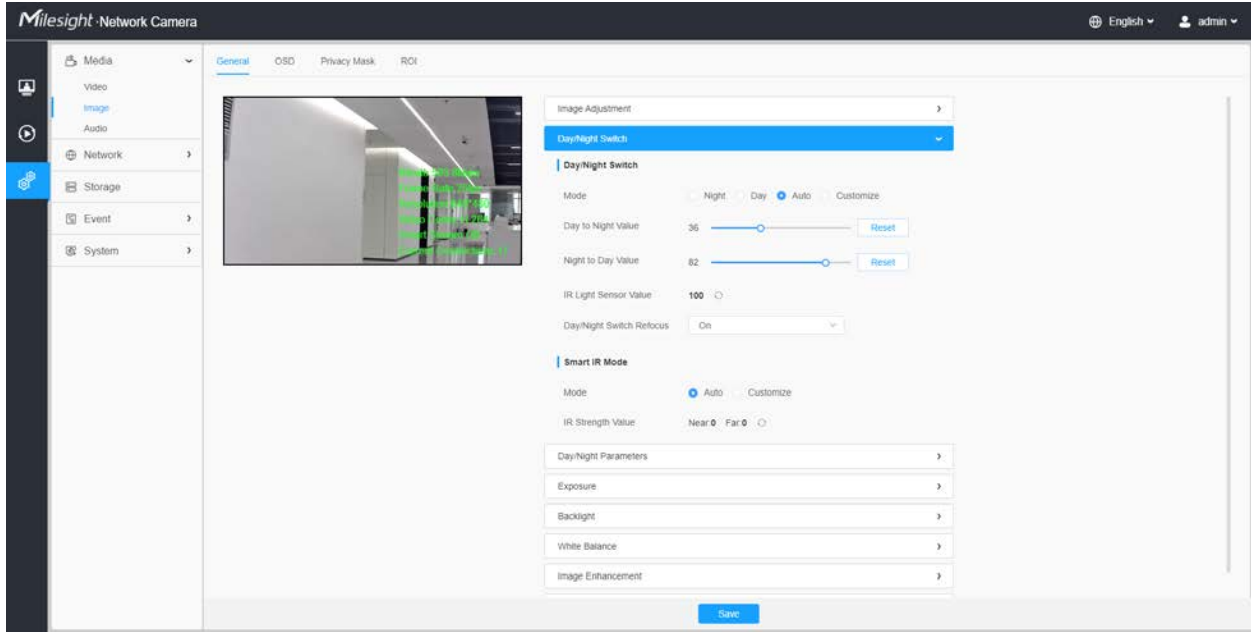 Milesight · Network Camera
English
admin
Media
Video
Image
Audio
Network
Storage
Event
System
General OSD Privacy Mask ROI
Image Adjustment
Day/Night Switch
Day/Night Switch
Mode Night Day Auto Customize
Day to Night Value 36 Reset
Night to Day Value 82 Reset
IR Light Sensor Value 100
Day/Night Switch Refocus On
Smart IR Mode
Mode Auto Customize
IR Strength Value Near:0 Far:0
Day/Night Parameters
Exposure
Backlight
White Balance
Image Enhancement
Save